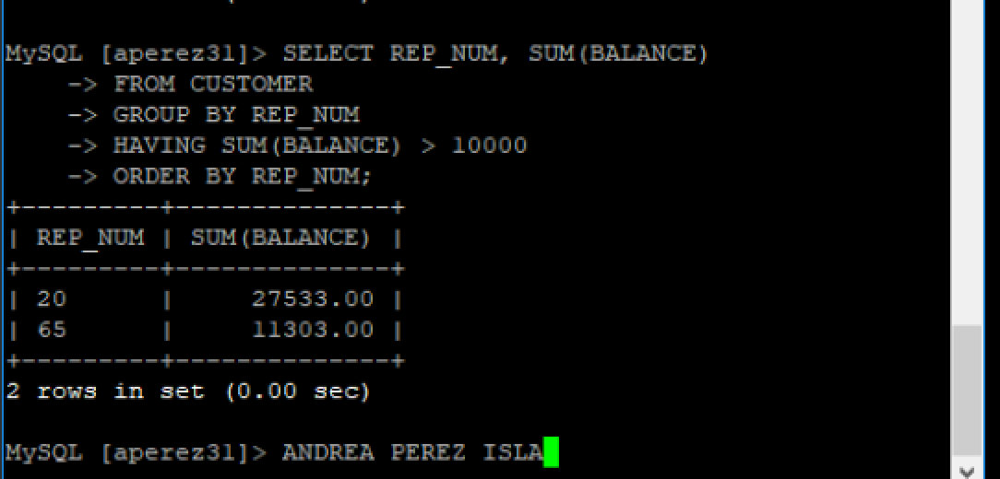 MySQL [aperez31]> SELECT REP_NUM, SUM(BALANCE)
    -> FROM CUSTOMER
    -> GROUP BY REP_NUM
    -> HAVING SUM(BALANCE) > 10000
    -> ORDER BY REP_NUM;
+---------+--------------+
| REP_NUM | SUM(BALANCE) |
+---------+--------------+
| 20      |     27533.00 |
| 65      |     11303.00 |
+---------+--------------+
2 rows in set (0.00 sec)
MySQL [aperez31]> ANDREA PEREZ ISLA